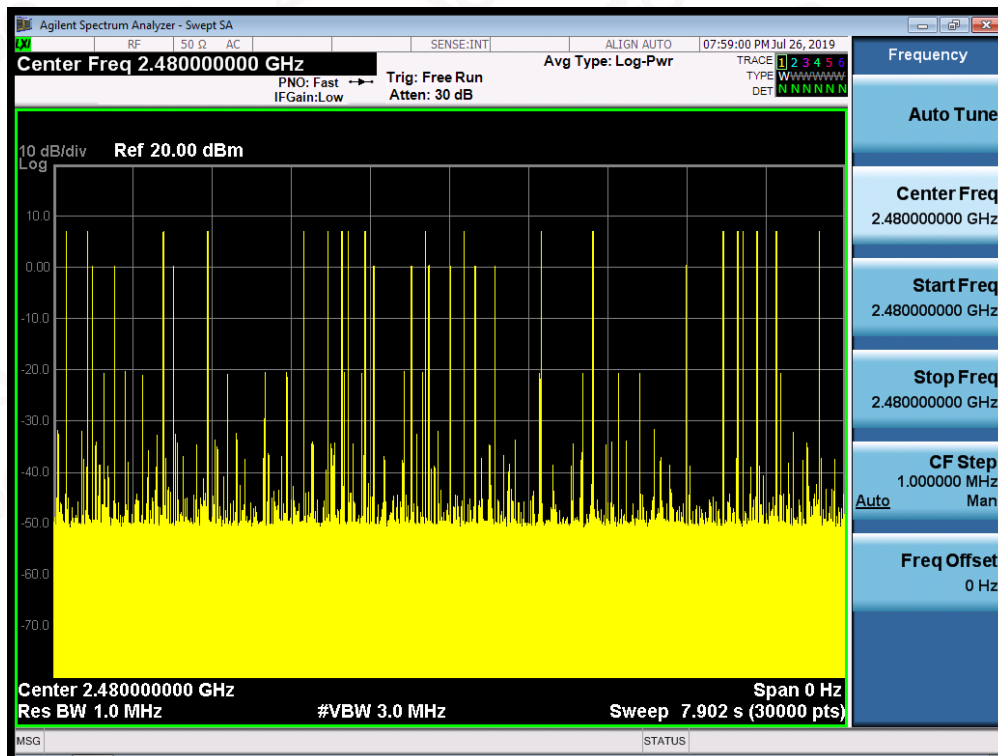 Agilent Spectrum Analyzer - Swept SA
LXI RF 50 Ω AC SENSE:INT ALIGN AUTO 07:59:00 PM Jul 26, 2019
Center Freq 2.480000000 GHz
PNO: Fast
IFGain:Low
Trig: Free Run
Atten: 30 dB
Avg Type: Log-Pwr
TRACE 1 2 3 4 5 6
TYPE W
DET N N N N N N
10 dB/div Ref 20.00 dBm
Log
10.0
0.00
-10.0
-20.0
-30.0
-40.0
-50.0
-60.0
-70.0
Center 2.480000000 GHz Span 0 Hz
Res BW 1.0 MHz #VBW 3.0 MHz Sweep 7.902 s (30000 pts)
MSG STATUS
Frequency
Auto Tune
Center Freq
2.480000000 GHz
Start Freq
2.480000000 GHz
Stop Freq
2.480000000 GHz
CF Step
1.000000 MHz
Auto Man
Freq Offset
0 Hz